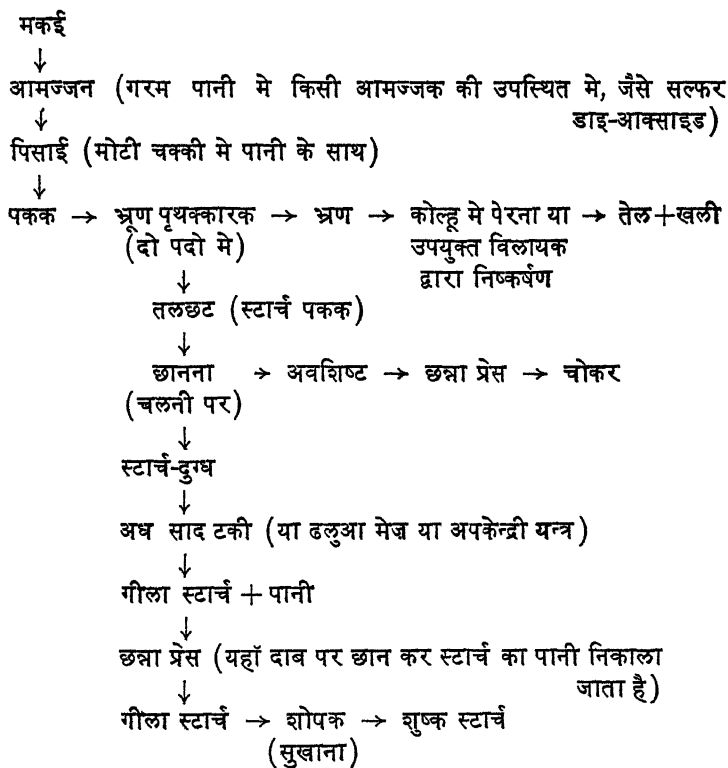 मकई
↓
आमज्जन (गरम पानी मे किसी आमज्जक की उपस्थित मे, जैसे सल्फर
↓ डाइ-आक्साइड)
पिसाई (मोटी चक्की मे पानी के साथ)
↓
पकक → भ्रूण पृथक्कारक → भ्रण → कोल्हू मे पेरना या → तेल+खली
(दो पदो मे) उपयुक्त विलायक
↓ द्वारा निष्कर्षण
तलछट (स्टार्च पकक)
↓
छानना → अवशिष्ट → छन्ना प्रेस → चोकर
(चलनी पर)
↓
स्टार्च-दुग्ध
↓
अध साद टकी (या ढलुआ मेज़ या अपकेन्द्री यन्त्र)
↓
गीला स्टार्च + पानी
↓
छन्ना प्रेस (यहाँ दाब पर छान कर स्टार्च का पानी निकाला
↓ जाता है)
गीला स्टार्च → शोपक → शुष्क स्टार्च
(सुखाना)